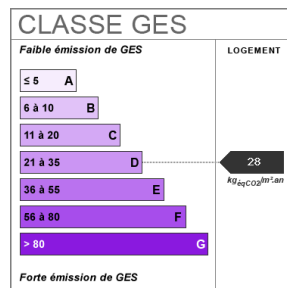 CLASSE GES
Faible émission de GES
LOGEMENT
≤ 5 A
6 à 10 B
11 à 20 C
21 à 35 D
28
kgéqCO2/m².an
36 à 55 E
56 à 80 F
> 80 G
Forte émission de GES